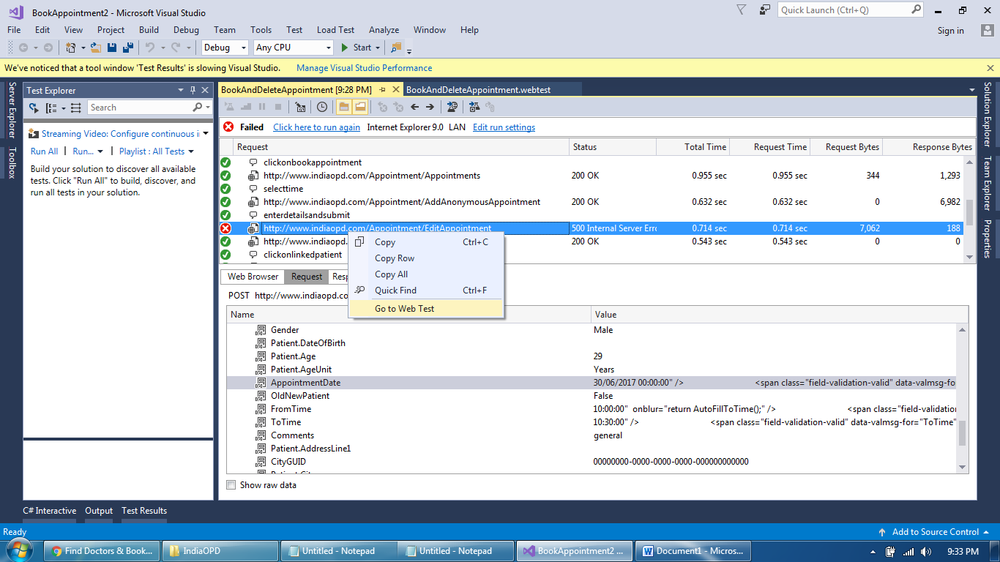 BookAppointment2 - Microsoft Visual Studio
Quick Launch (Ctrl+Q)
File Edit View Project Build Debug Team Tools Test Load Test Analyze Window Help
Sign in
Debug Any CPU Start
We've noticed that a tool window 'Test Results' is slowing Visual Studio. Manage Visual Studio Performance
Server Explorer
Toolbox
Test Explorer
Search
Streaming Video: Configure continuous i
Run All | Run... | Playlist : All Tests
Build your solution to discover all available
tests. Click "Run All" to build, discover, and
run all tests in your solution.
BookAndDeleteAppointment [9:28 PM] BookAndDeleteAppointment.webtest
Failed Click here to run again Internet Explorer 9.0 LAN Edit run settings
Request Status Total Time Request Time Request Bytes Response Bytes
clickonbookappointment
http://www.indiaopd.com/Appointment/Appointments 200 OK 0.955 sec 0.955 sec 344 1,293
selecttime
http://www.indiaopd.com/Appointment/AddAnonymousAppointment 200 OK 0.632 sec 0.632 sec 0 6,982
enterdetailsandsubmit
http://www.indiaopd.com/Appointment/EditAppointment 500 Internal Server Erro 0.714 sec 0.714 sec 7,062 188
http://www.indiaopd. 200 OK 0.543 sec 0.543 sec 0 0
clickonlinkedpatient
Copy Ctrl+C
Copy Row
Copy All
Quick Find Ctrl+F
Go to Web Test
Web Browser Request Resp
POST http://www.indiaopd.co
Name Value
Gender Male
Patient.DateOfBirth
Patient.Age 29
Patient.AgeUnit Years
AppointmentDate 30/06/2017 00:00:00" /> <span class="field-validation-valid" data-valmsg-fo
OldNewPatient False
FromTime 10:00:00" onblur="return AutoFillToTime();" /> <span class="field-validation
ToTime 10:30:00" /> <span class="field-validation-valid" data-valmsg-for="ToTime"
Comments general
Patient.AddressLine1
CityGUID 00000000-0000-0000-0000-000000000000
Show raw data
Solution Explorer
Team Explorer
Properties
C# Interactive Output Test Results
Ready
Add to Source Control
Find Doctors & Book... IndiaOPD Untitled - Notepad Untitled - Notepad BookAppointment2 ... Document1 - Micros...
9:33 PM